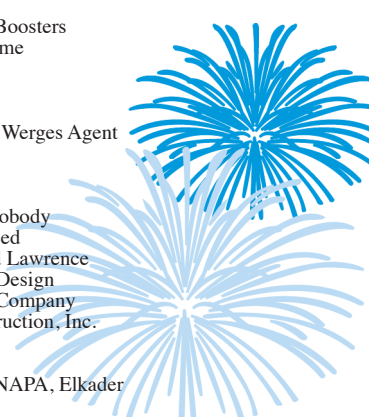 Boosters
me
Werges Agent
obody
ed
Lawrence
Design
Company
ruction, Inc.
NAPA, Elkader